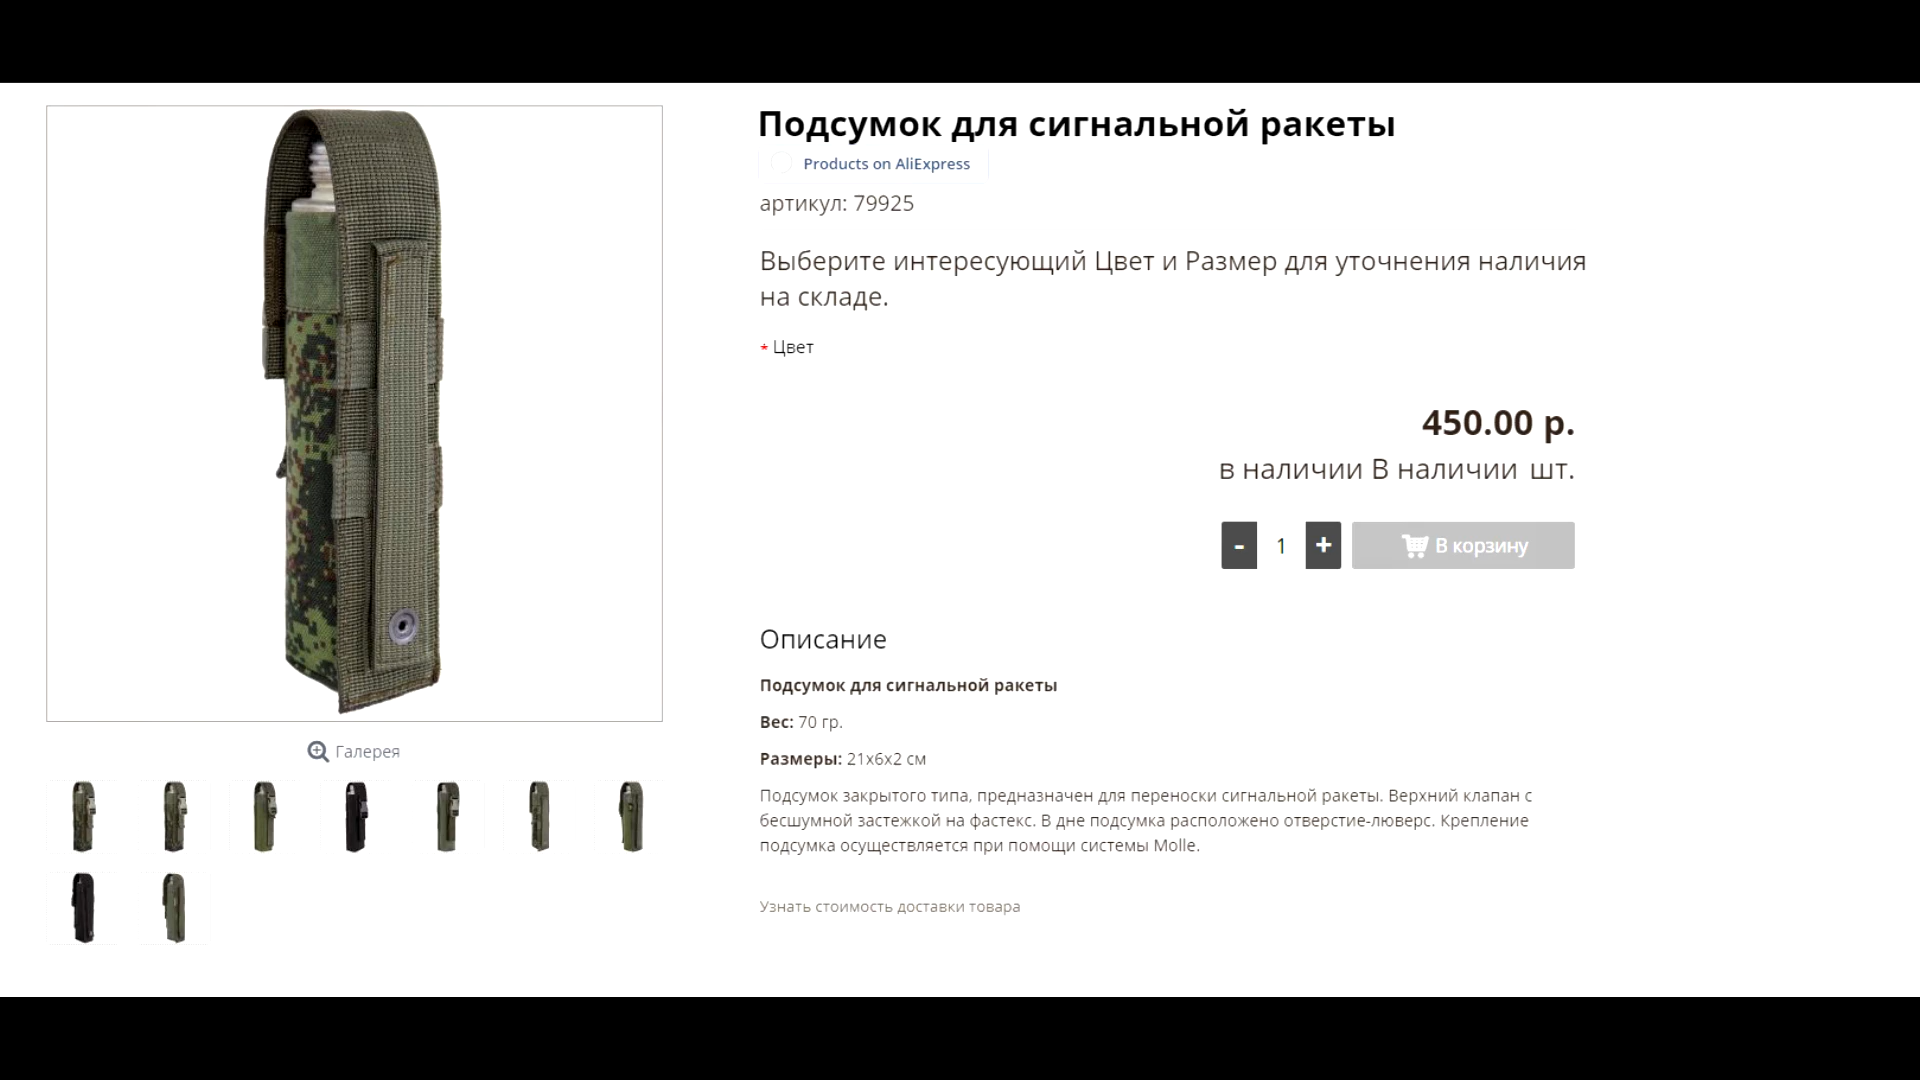 Подсумок для сигнальной ракеты
Products on AliExpress
артикул: 79925
Выберите интересующий Цвет и Размер для уточнения наличия
на складе.
* Цвет
450.00 р.
в наличии В наличии шт.
- 1 + В корзину
Описание
Подсумок для сигнальной ракеты
Вес: 70 гр.
Размеры: 21х6х2 см
Подсумок закрытого типа, предназначен для переноски сигнальной ракеты. Верхний клапан с
бесшумной застежкой на фастекс. В дне подсумка расположено отверстие-люверс. Крепление
подсумка осуществляется при помощи системы Molle.
Узнать стоимость доставки товара
Галерея